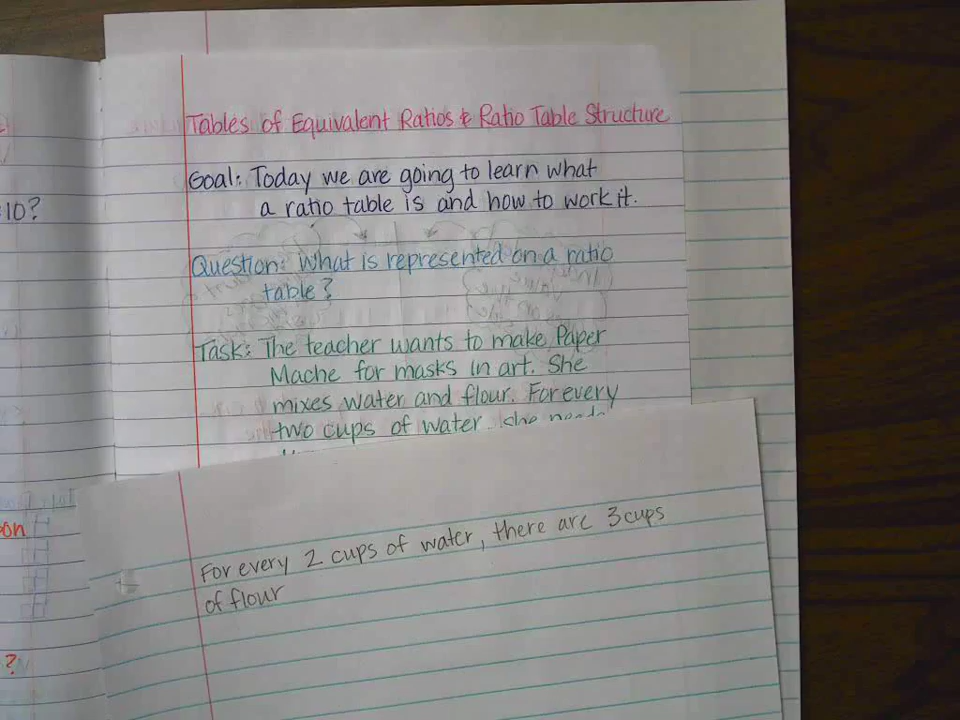 Tables of Equivalent Ratios & Ratio Table Structure
Goal: Today we are going to learn what
a ratio table is and how to work it.
Question: What is represented on a ratio
table?
Task: The teacher wants to make Paper
Mache for masks in art. She
mixes water and flour. For every
two cups of water, she needs
For every 2 cups of water, there are 3 cups
of flour
10?
on
?